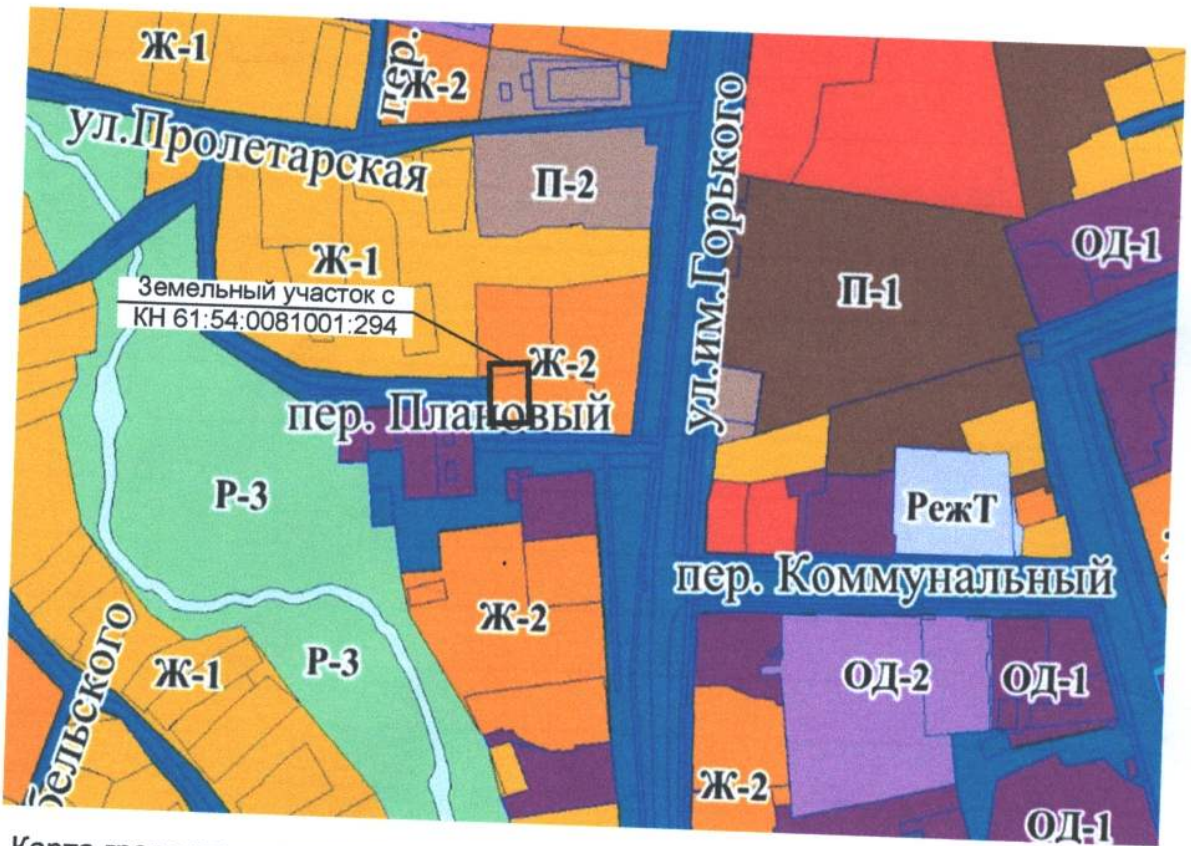 Ж-1
пер.
Ж-2
ул.Пролетарская
П-2
ул.им.Горького
ОД-1
Ж-1
П-1
Земельный участок с
КН 61:54:0081001:294
Ж-2
пер. Плановый
Р-3
РежТ
пер. Коммунальный
Ж-2
бельского
Ж-1
Р-3
ОД-2
ОД-1
Ж-2
ОД-1